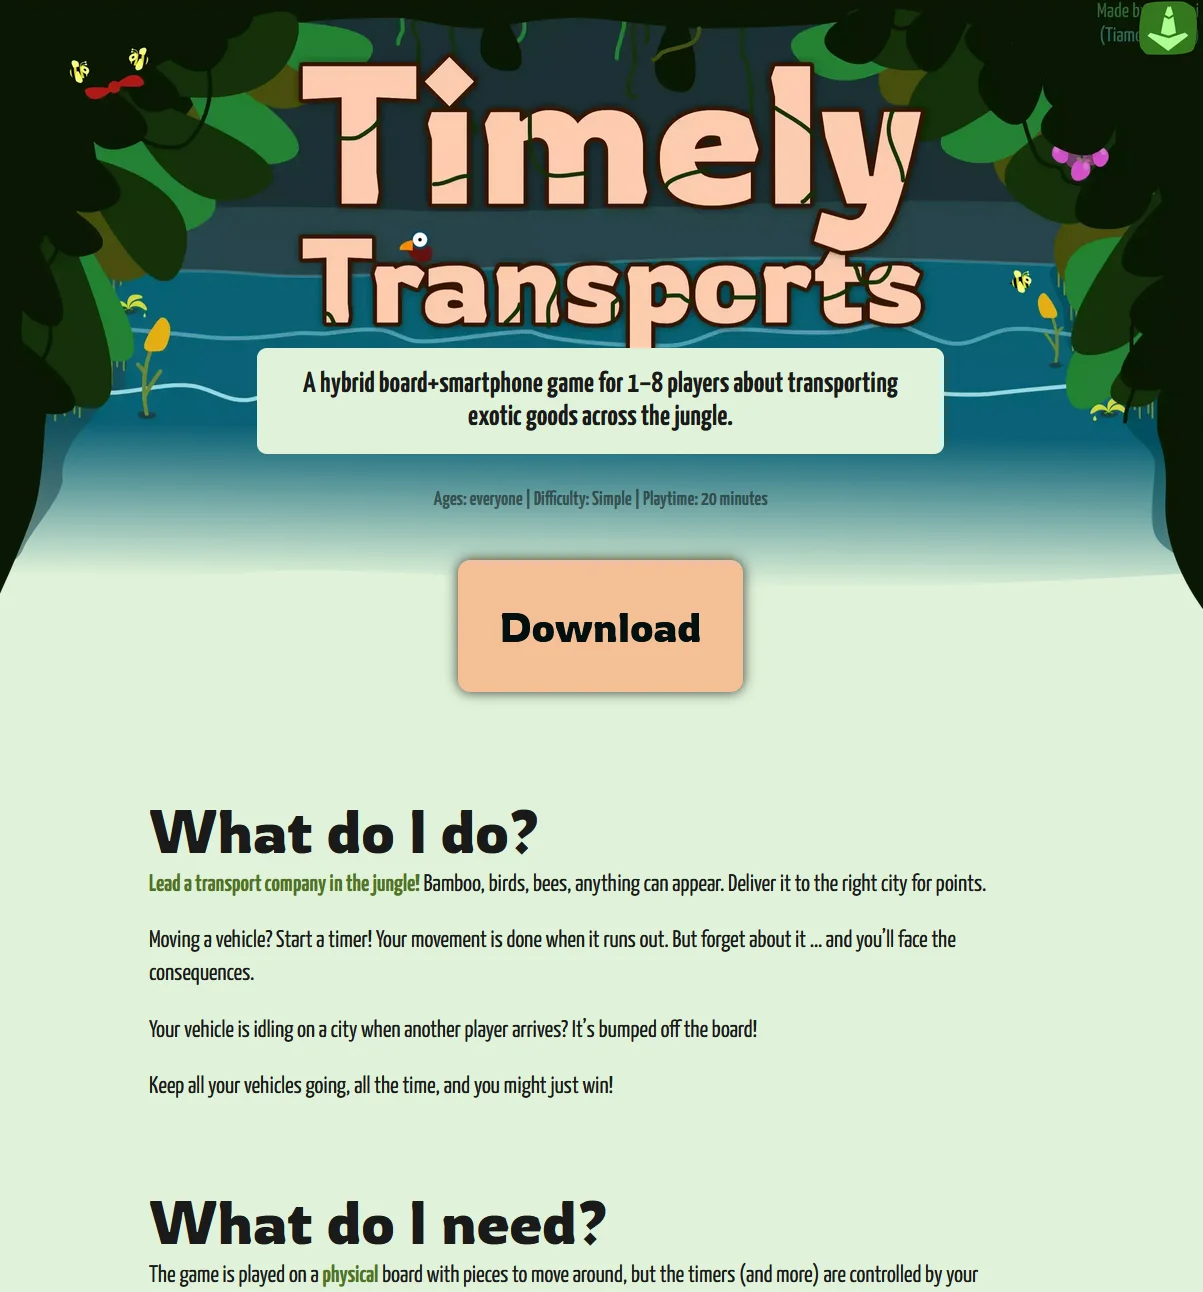 Made b
(Tiam
Timely
Transports
A hybrid board+smartphone game for 1–8 players about transporting
exotic goods across the jungle.
Ages: everyone | Difficulty: Simple | Playtime: 20 minutes
Download
What do I do?
Lead a transport company in the jungle! Bamboo, birds, bees, anything can appear. Deliver it to the right city for points.
Moving a vehicle? Start a timer! Your movement is done when it runs out. But forget about it ... and you’ll face the
consequences.
Your vehicle is idling on a city when another player arrives? It’s bumped off the board!
Keep all your vehicles going, all the time, and you might just win!
What do I need?
The game is played on a physical board with pieces to move around, but the timers (and more) are controlled by your